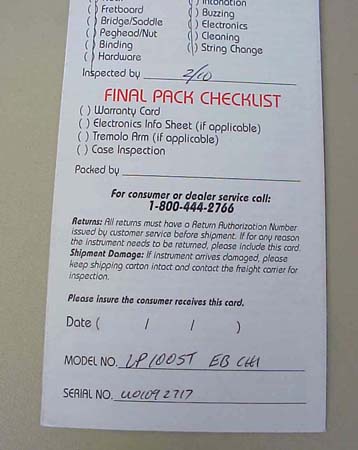 ( ) Fretboard
( ) Intonation
( ) Bridge/Saddle
( ) Buzzing
( ) Peghead/Nut
( ) Electronics
( ) Binding
( ) Cleaning
( ) Hardware
( ) String Change
Inspected by 2/10
FINAL PACK CHECKLIST
( ) Warranty Card
( ) Electronics Info Sheet (if applicable)
( ) Tremolo Arm (if applicable)
( ) Case Inspection
Packed by
For consumer or dealer service call:
1-800-444-2766
Returns: All returns must have a Return Authorization Number
issued by customer service before shipment. If for any reason
the instrument needs to be returned, please include this card.
Shipment Damage: If instrument arrives damaged, please
keep shipping carton intact and contact the freight carrier for
inspection.
Please insure the consumer receives this card.
Date ( / / )
MODEL NO. LP100ST EB CH1
SERIAL NO. U01092717